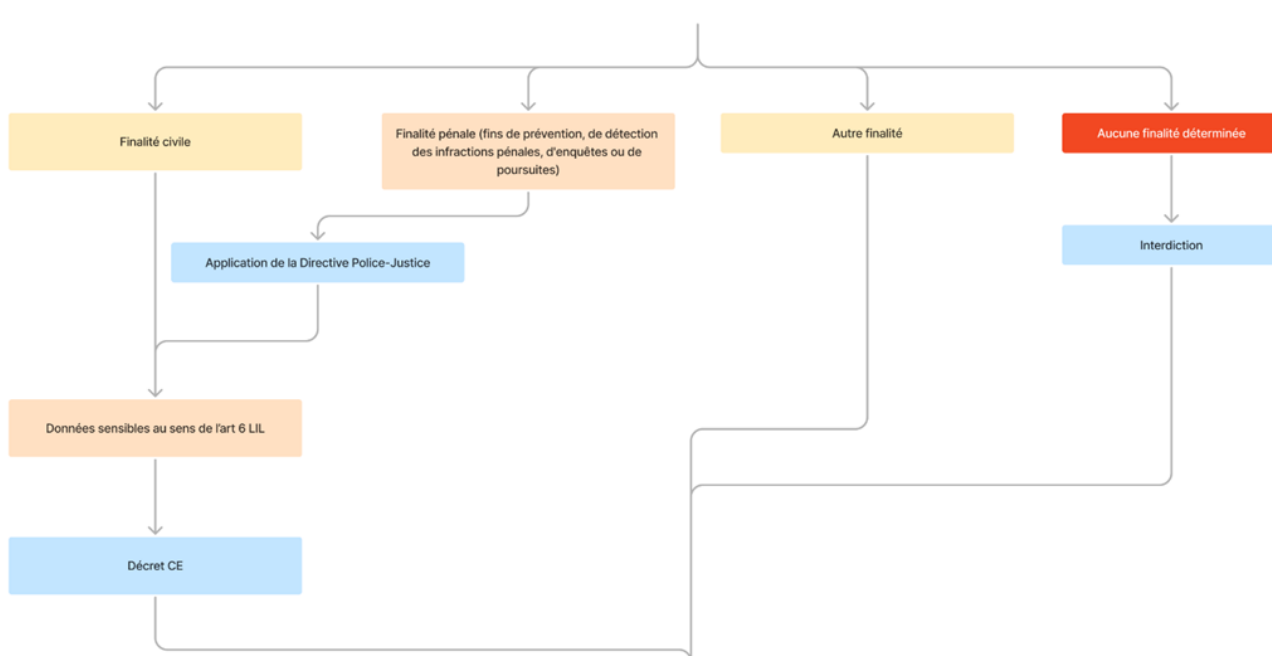 Finalité civile
Finalité pénale (fins de prévention, de détection
des infractions pénales, d'enquêtes ou de
poursuites)
Autre finalité
Aucune finalité déterminée
Application de la Directive Police-Justice
Interdiction
Données sensibles au sens de l'art 6 LIL
Décret CE